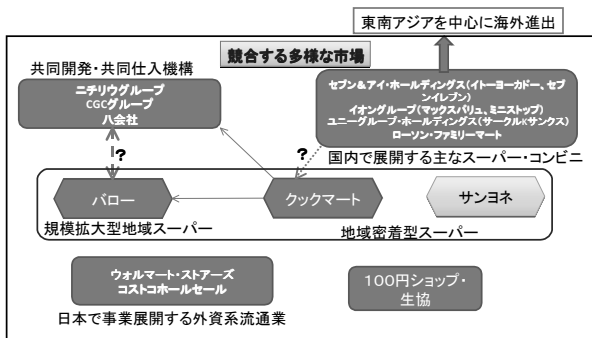 東南アジアを中心に海外進出
競合する多様な市場
共同開発・共同仕入機構
ニチリウグループ
CGCグループ
八会社
セブン&アイ・ホールディングス(イトーヨーカドー、セブ
ンイレブン)
イオングループ(マックスバリュ、ミニストップ)
ユニーグループ・ホールディングス(サークルKサンクス)
ローソン・ファミリーマート
?
?
国内で展開する主なスーパー・コンビニ
バロー
クックマート
サンヨネ
規模拡大型地域スーパー
地域密着型スーパー
ウォルマート・ストアーズ
コストコホールセール
100円ショップ・
生協
日本で事業展開する外資系流通業